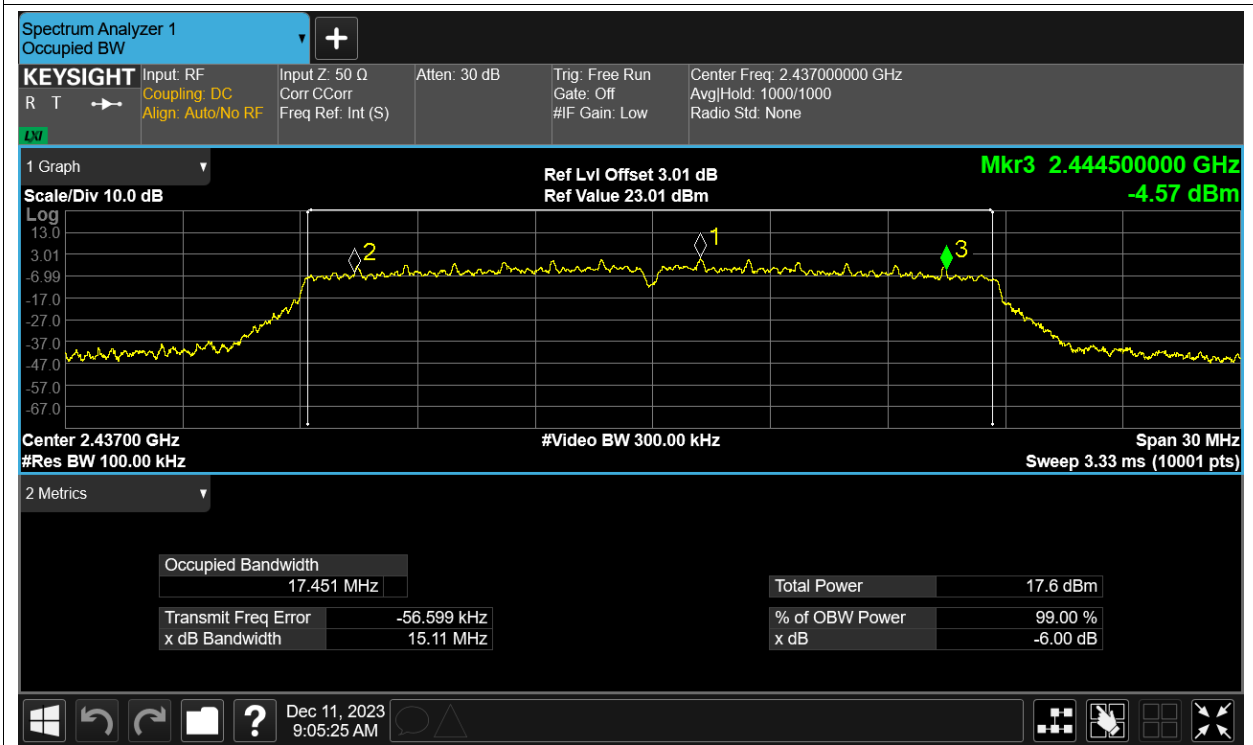 Spectrum Analyzer 1
Occupied BW
KEYSIGHT
R T
LXI
Input: RF
Coupling: DC
Align: Auto/No RF
Input Z: 50 Ω
Corr CCorr
Freq Ref: Int (S)
Atten: 30 dB
Trig: Free Run
Gate: Off
#IF Gain: Low
Center Freq: 2.437000000 GHz
Avg|Hold: 1000/1000
Radio Std: None
1 Graph
Scale/Div 10.0 dB
Ref Lvl Offset 3.01 dB
Ref Value 23.01 dBm
Mkr3 2.444500000 GHz
-4.57 dBm
Log
13.0
3.01
-6.99
-17.0
-27.0
-37.0
-47.0
-57.0
-67.0
2
1
3
Center 2.43700 GHz
#Res BW 100.00 kHz
#Video BW 300.00 kHz
Span 30 MHz
Sweep 3.33 ms (10001 pts)
2 Metrics
Occupied Bandwidth
17.451 MHz
Transmit Freq Error -56.599 kHz
x dB Bandwidth 15.11 MHz
Total Power 17.6 dBm
% of OBW Power 99.00 %
x dB -6.00 dB
?
Dec 11, 2023
9:05:25 AM